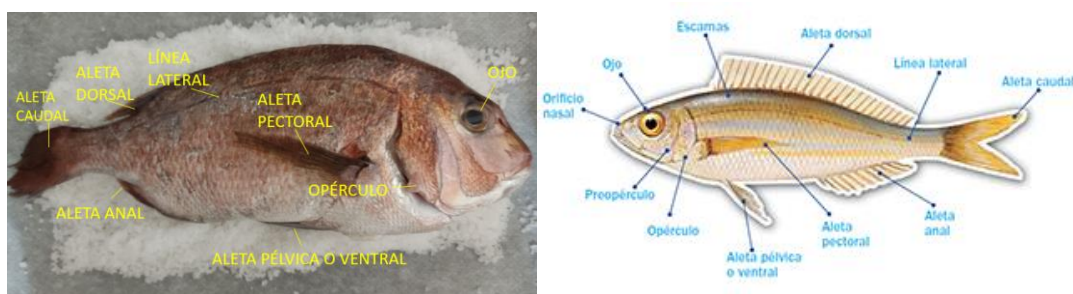 LÍNEA
LATERAL
ALETA
DORSAL
ALETA
CAUDAL
ALETA
PECTORAL
OJO
OPÉRCULO
ALETA ANAL
ALETA PÉLVICA O VENTRAL
Escamas
Aleta dorsal
Ojo
Línea lateral
Aleta caudal
Orificio
nasal
Preopérculo
Opérculo
Aleta pélvica
o ventral
Aleta
pectoral
Aleta
anal